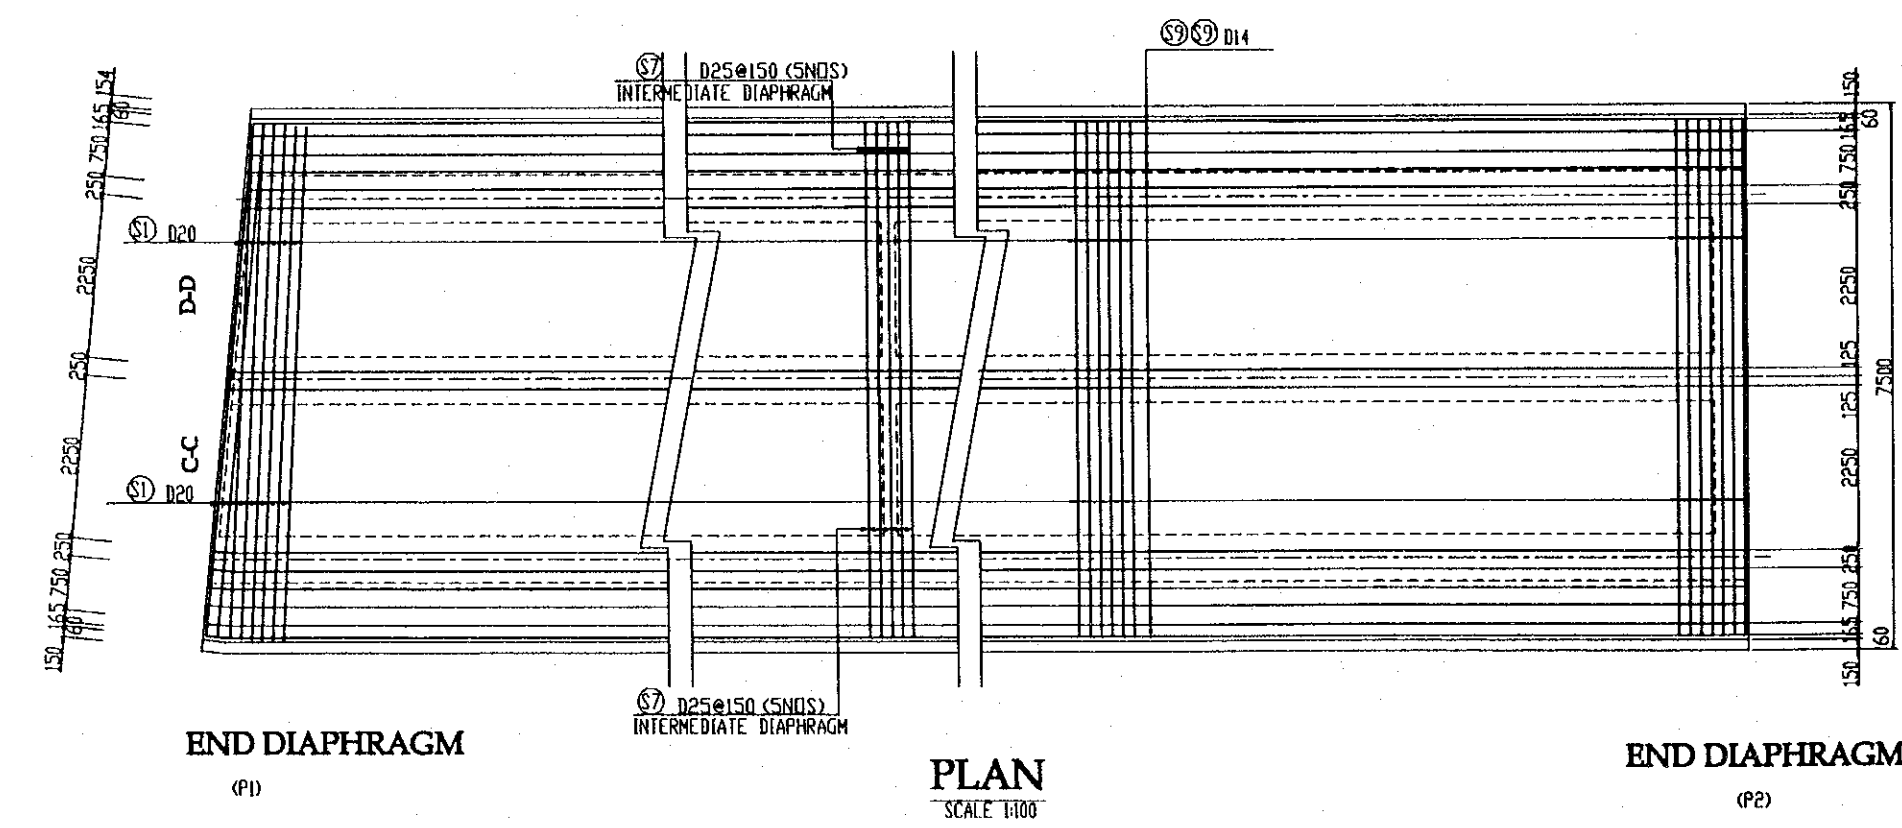 S9 S9 D14
S7 D25@150 (5NOS)
INTERMEDIATE DIAPHRAGM
154
165
60
750
250
S1 D20
2250
D-D
250
2250
C-C
S1 D20
250
750
165
60
150
150
165
60
750
250
2250
125
7500
125
2250
250
750
165
60
150
S7 D25@150 (5NOS)
INTERMEDIATE DIAPHRAGM
END DIAPHRAGM
(P1)
PLAN
SCALE 1:100
END DIAPHRAGM
(P2)